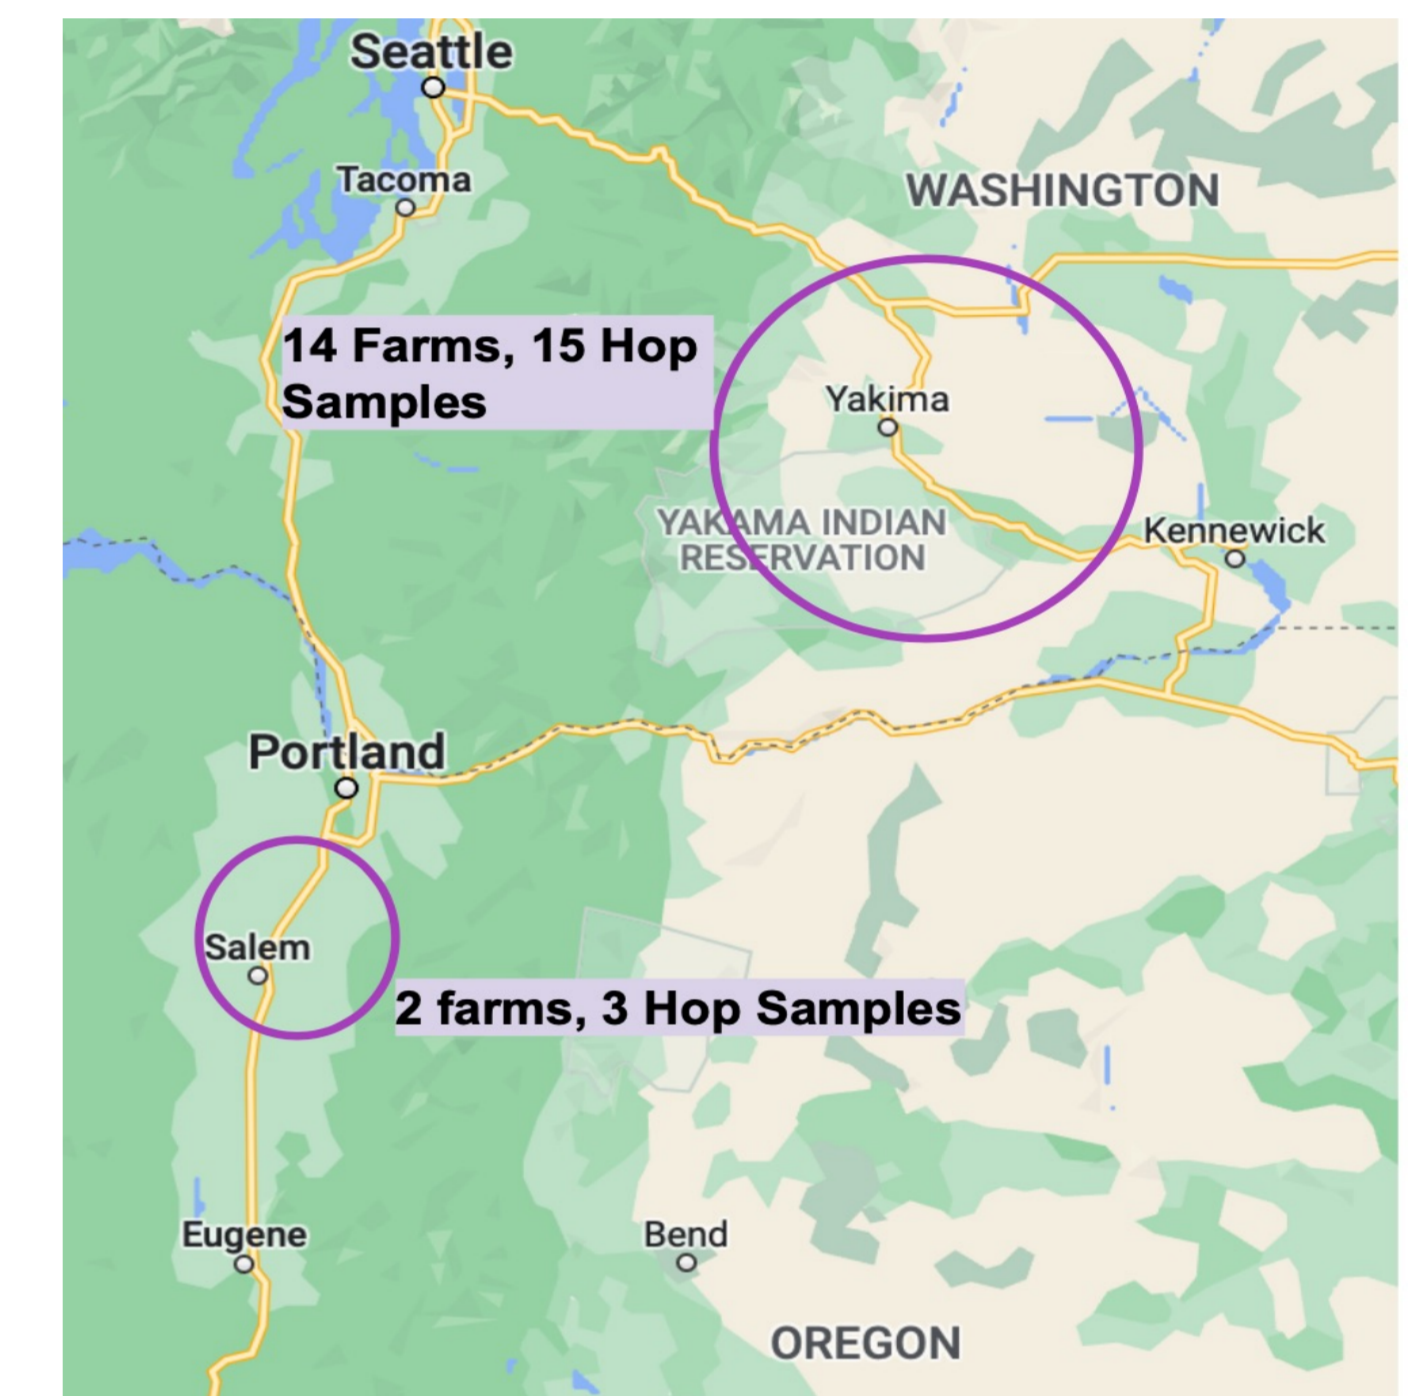 Seattle
Tacoma
WASHINGTON
14 Farms, 15 Hop
Samples
Yakima
YAKAMA INDIAN
RESERVATION
Kennewick
Portland
Salem
2 farms, 3 Hop Samples
Eugene
Bend
OREGON